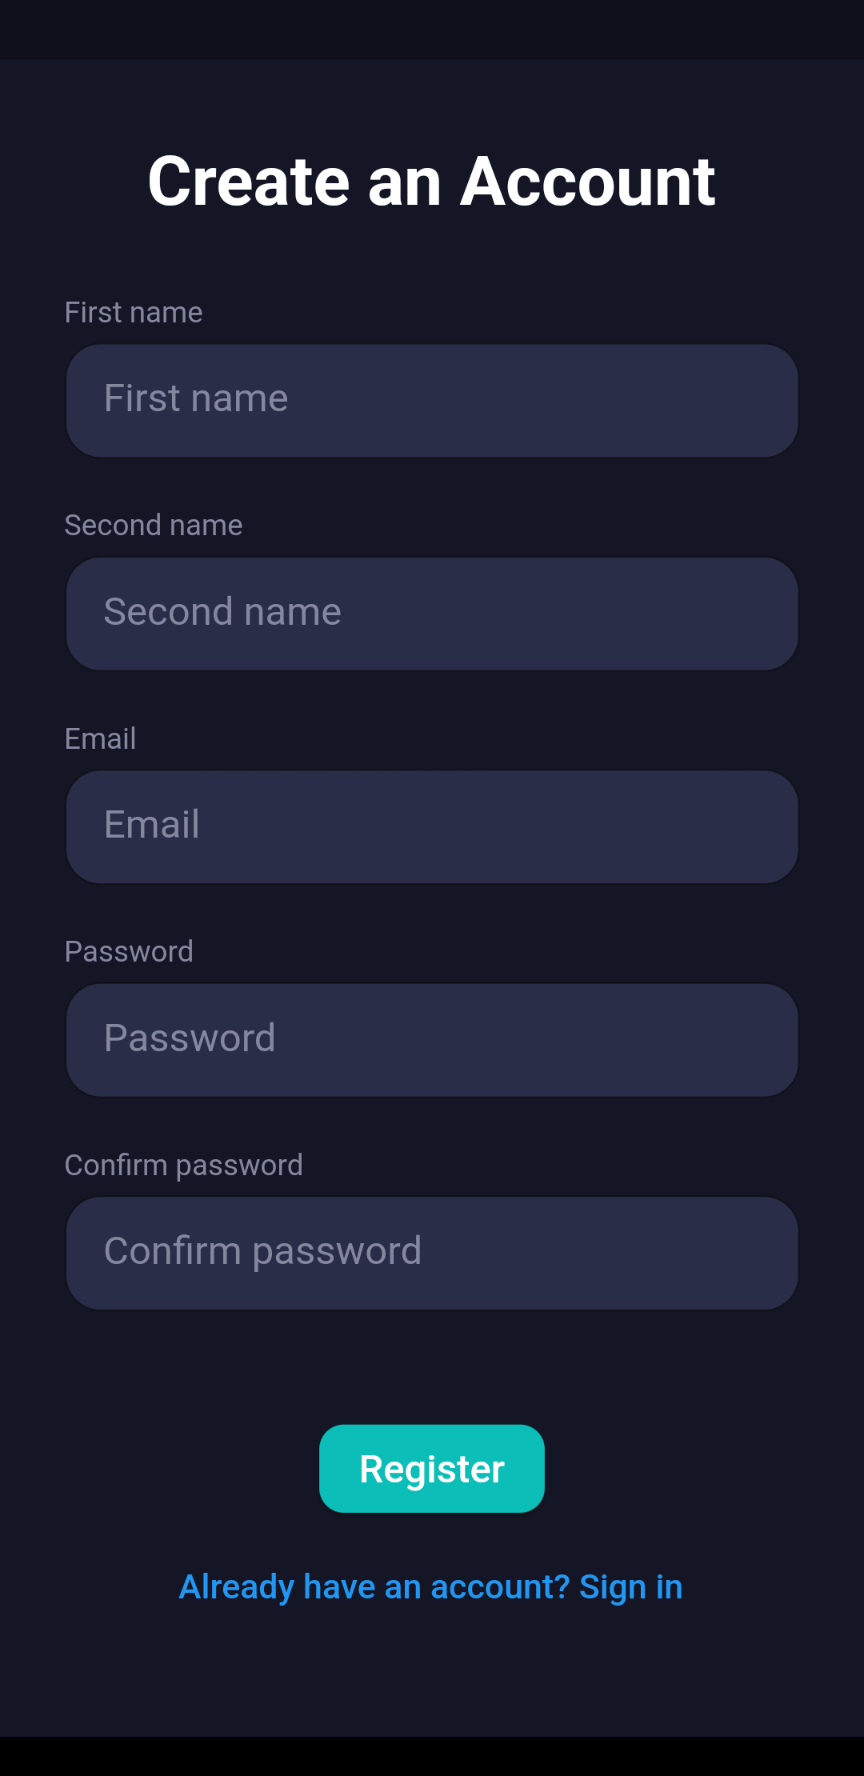 Create an Account
First name
First name
Second name
Second name
Email
Email
Password
Password
Confirm password
Confirm password
Register
Already have an account? Sign in